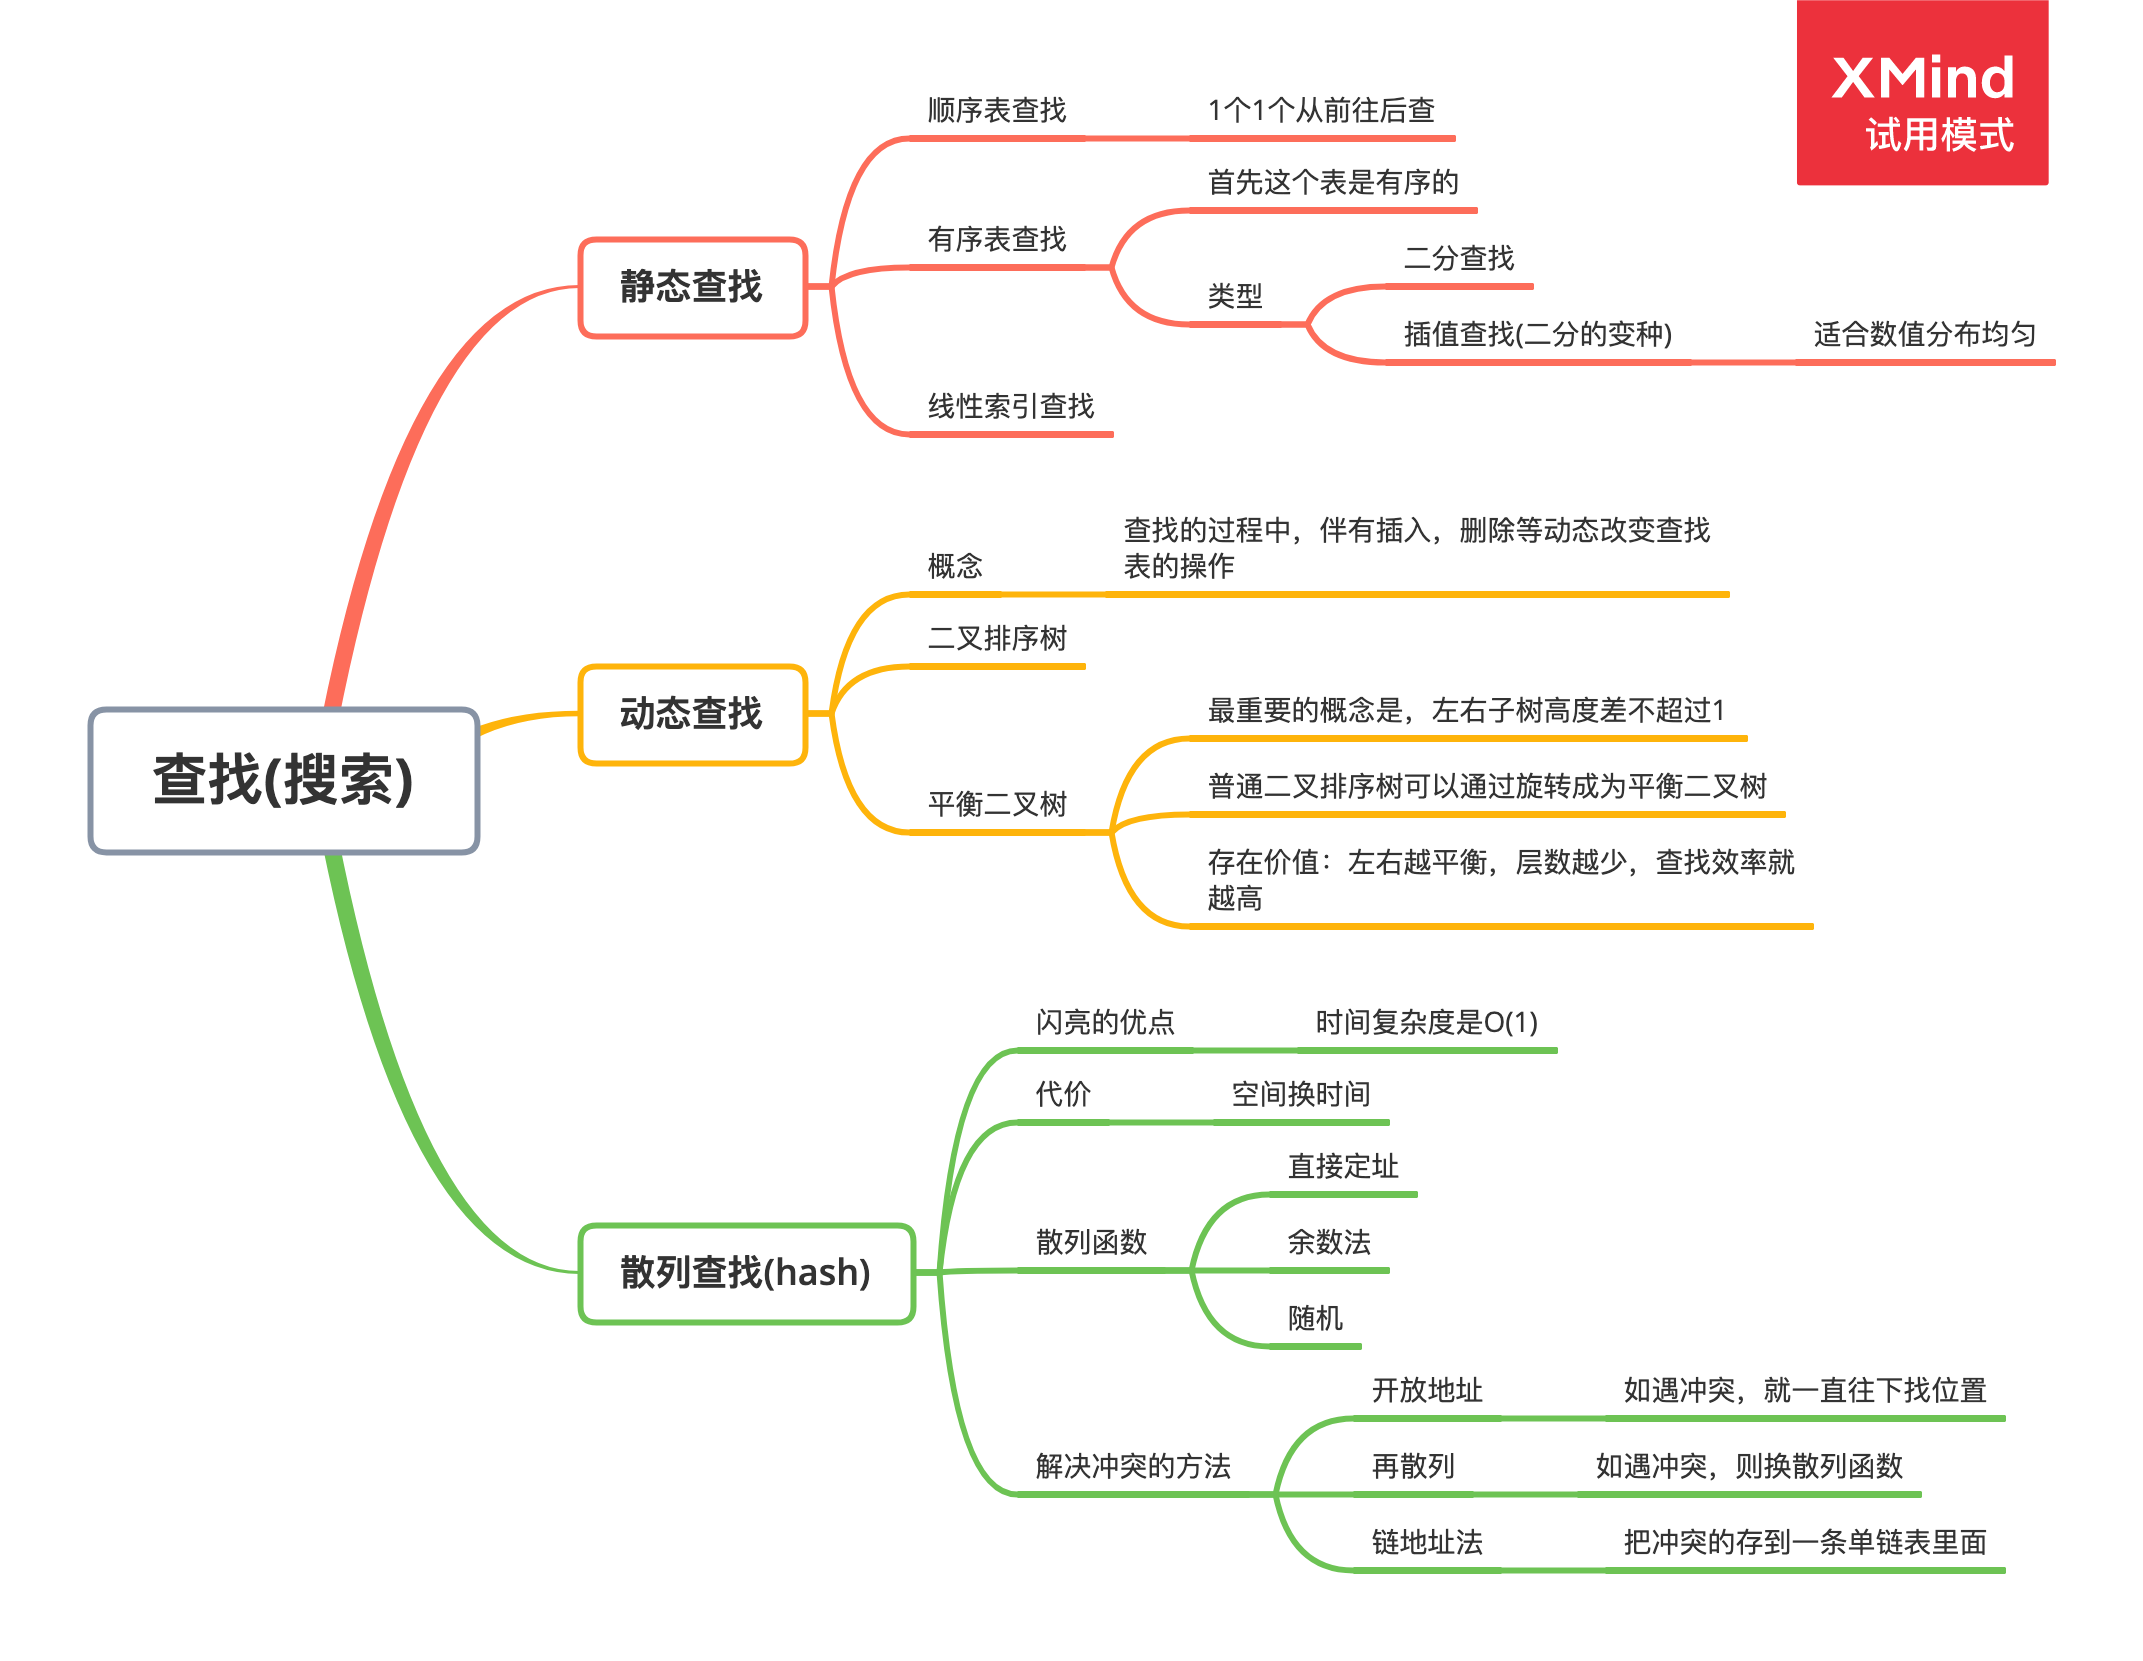 XMind
试用模式
查找(搜索)
静态查找
顺序表查找
1个1个从前往后查
有序表查找
首先这个表是有序的
类型
二分查找
插值查找(二分的变种)
适合数值分布均匀
线性索引查找
动态查找
概念
查找的过程中，伴有插入，删除等动态改变查找
表的操作
二叉排序树
平衡二叉树
最重要的概念是，左右子树高度差不超过1
普通二叉排序树可以通过旋转成为平衡二叉树
存在价值：左右越平衡，层数越少，查找效率就
越高
散列查找(hash)
闪亮的优点
时间复杂度是O(1)
代价
空间换时间
散列函数
直接定址
余数法
随机
解决冲突的方法
开放地址
如遇冲突，就一直往下找位置
再散列
如遇冲突，则换散列函数
链地址法
把冲突的存到一条单链表里面